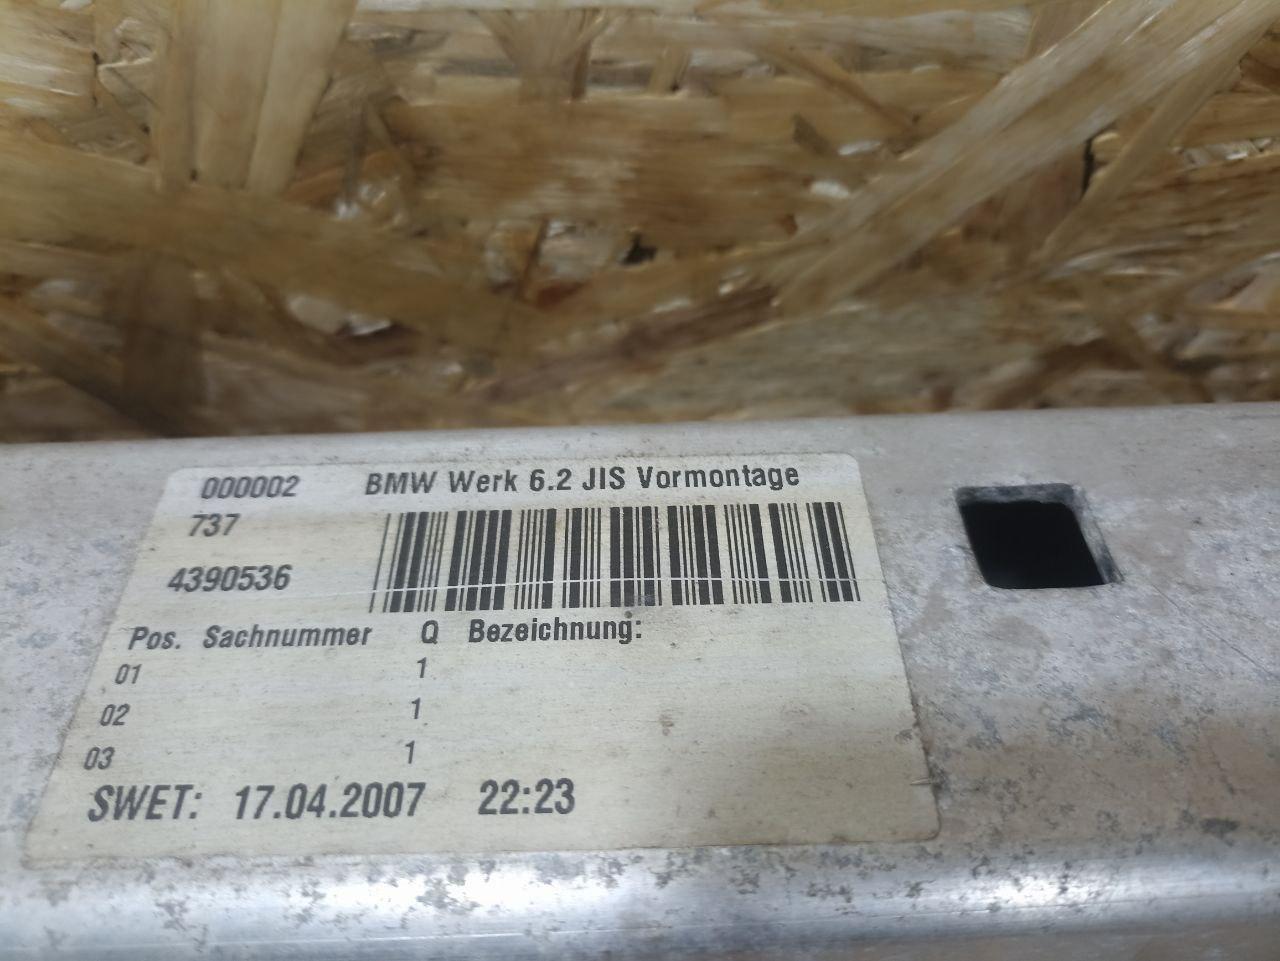 000002 BMW Werk 6.2 JIS Vormontage
737
4390536
Pos. Sachnummer Q Bezeichnung:
01 1
02 1
03 1
SWET: 17.04.2007 22:23